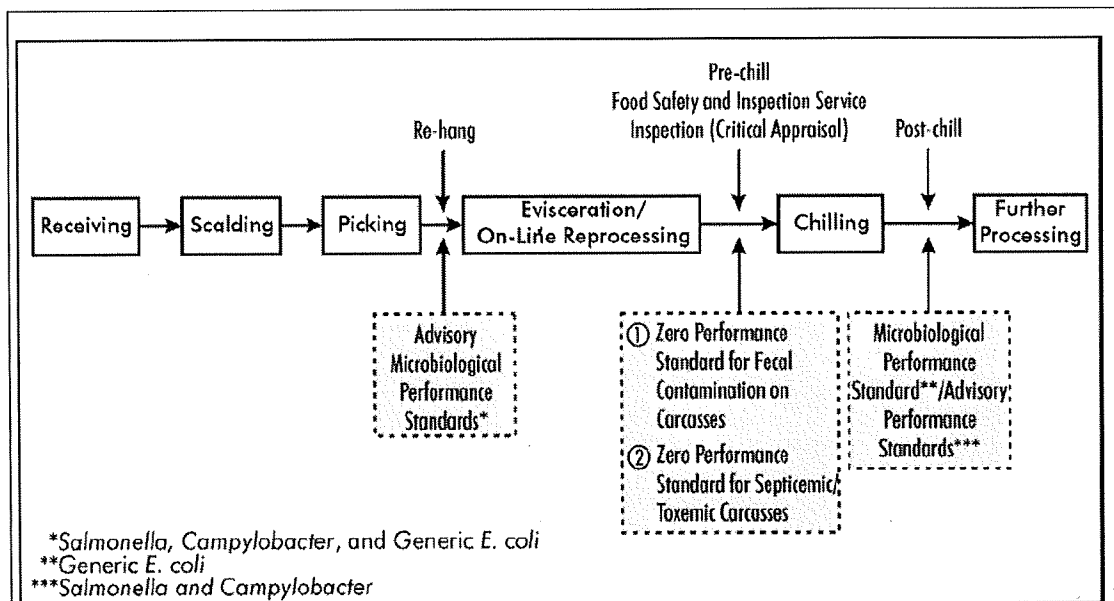 Pre-chill
Food Safety and Inspection Service
Inspection (Critical Appraisal)
Re-hang
Post-chill
Receiving
Scalding
Picking
Evisceration/
On-Line Reprocessing
Chilling
Further
Processing
Advisory
Microbiological
Performance
Standards*
① Zero Performance
Standard for Fecal
Contamination on
Carcasses
② Zero Performance
Standard for Septicemic/
Toxemic Carcasses
Microbiological
Performance
Standard**/Advisory
Performance
Standards***
*Salmonella, Campylobacter, and Generic E. coli
**Generic E. coli
***Salmonella and Campylobacter